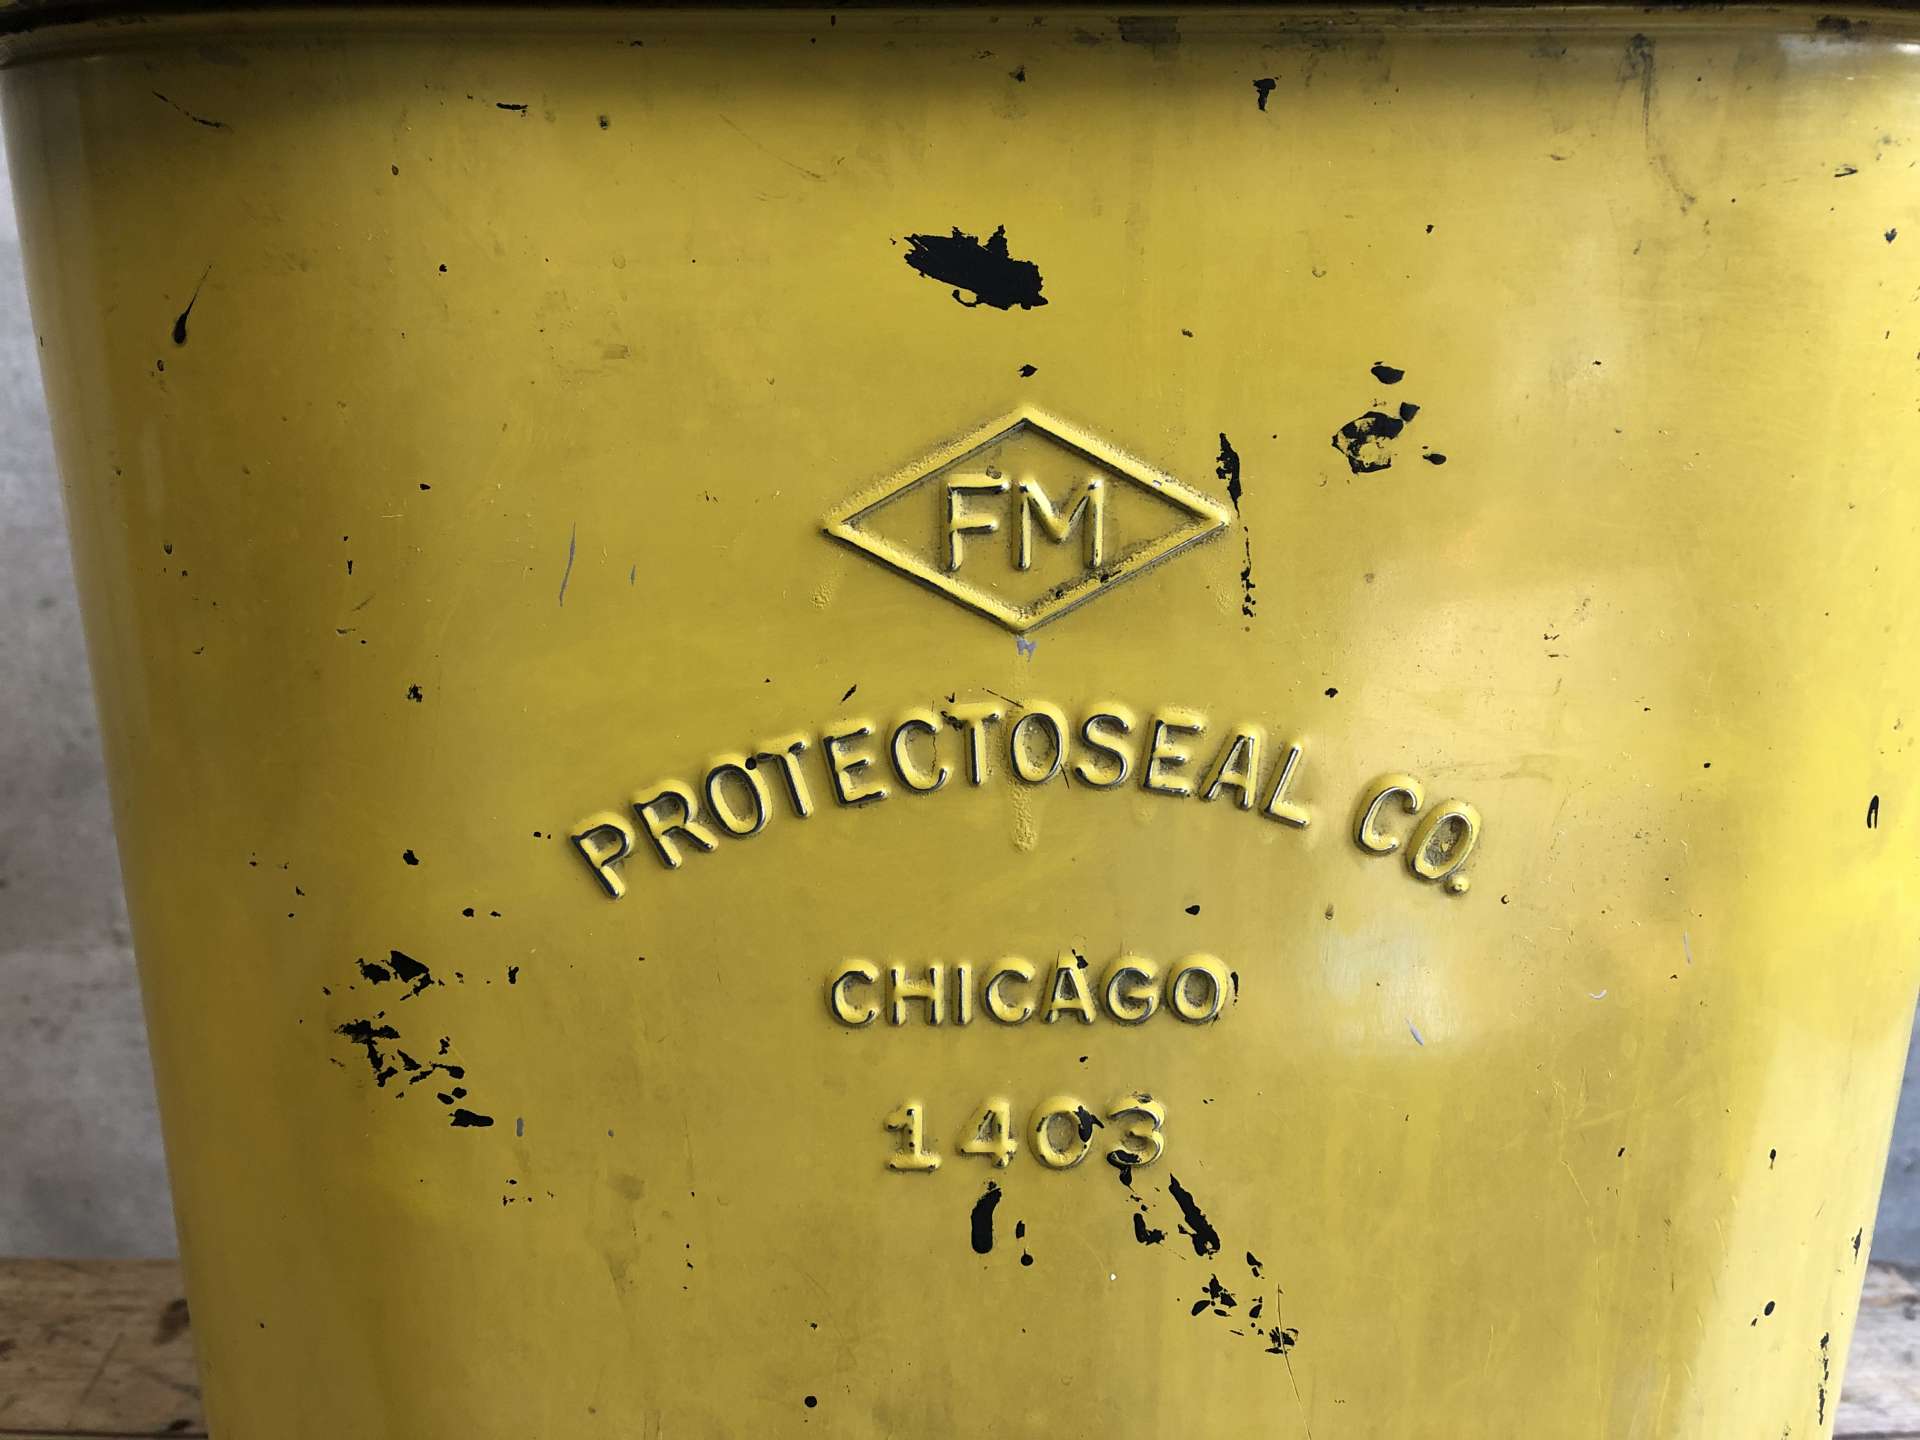 FM
PROTECTOSEAL CO.
CHICAGO
1403